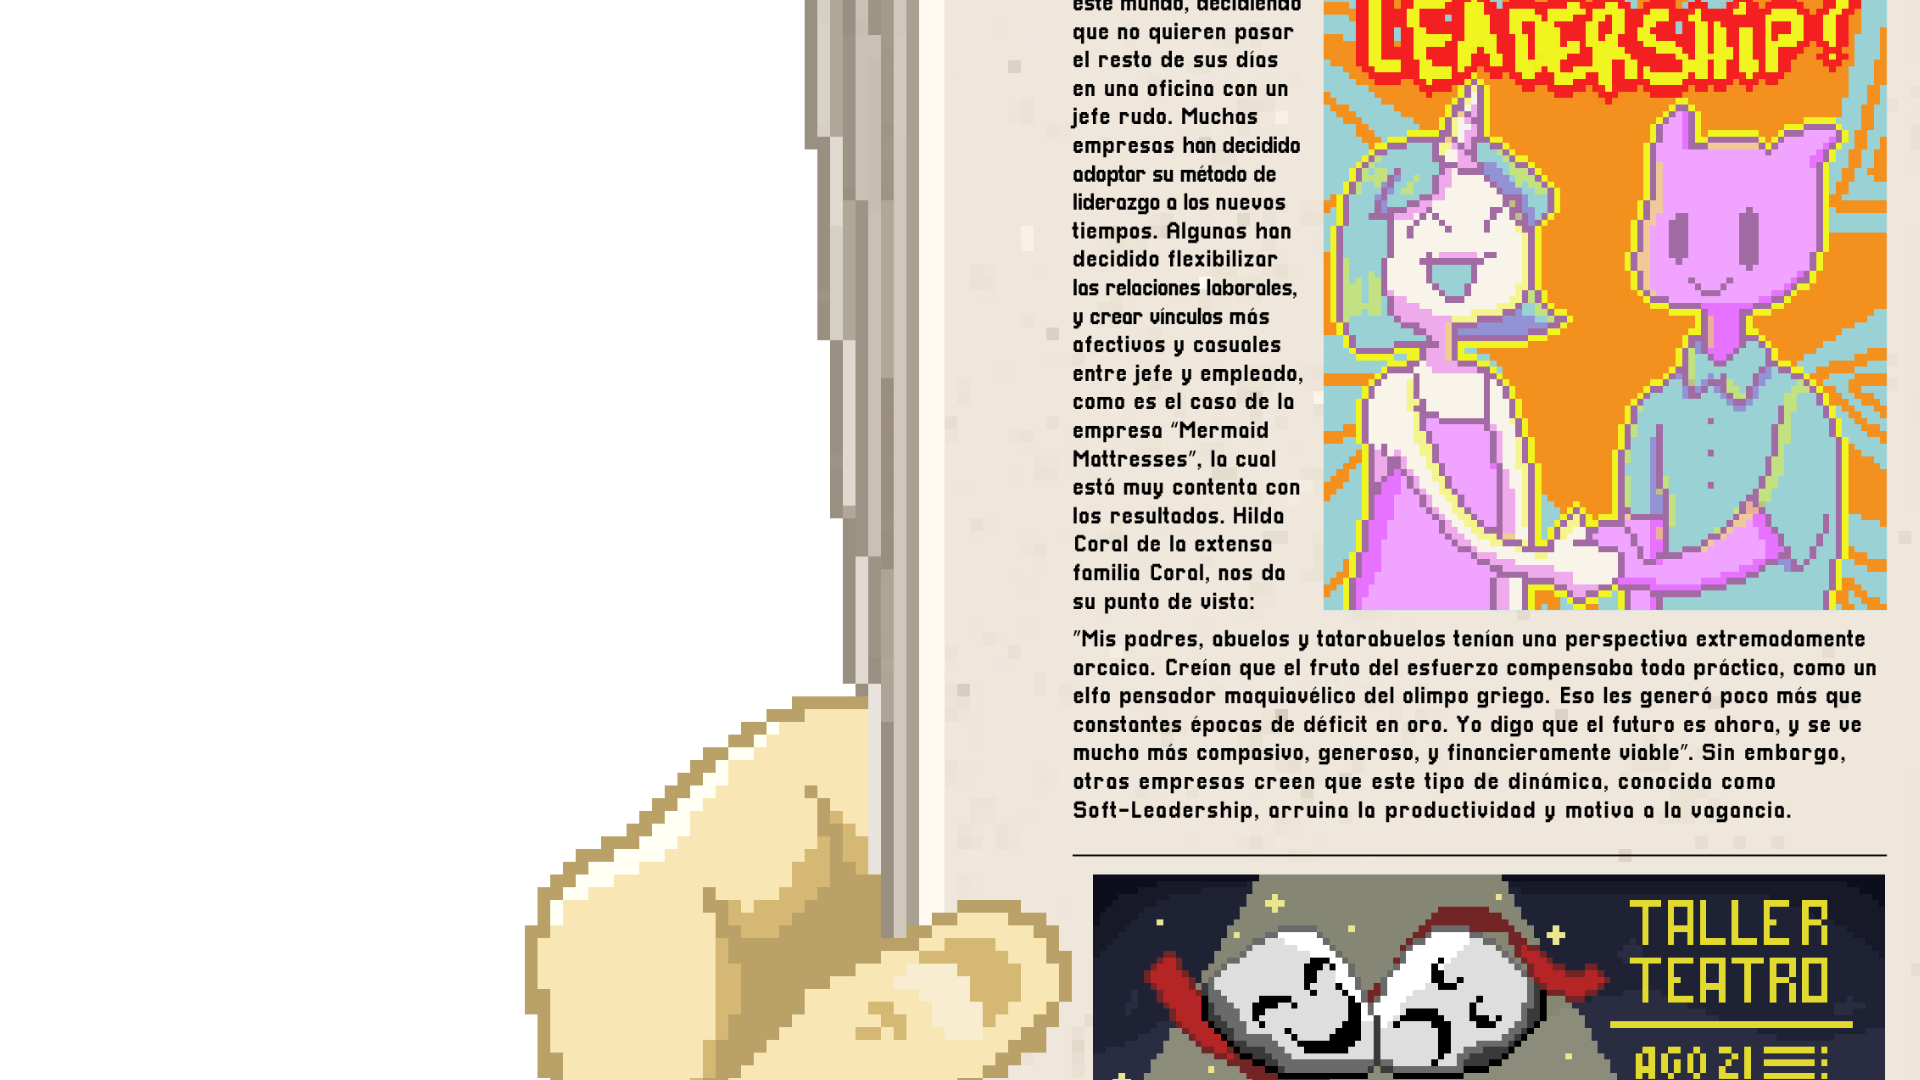 este mundo, decidiendo
que no quieren pasar
el resto de sus días
en una oficina con un
jefe rudo. Muchas
empresas han decidido
adoptar su método de
liderazgo a los nuevos
tiempos. Algunas han
decidido flexibilizar
las relaciones laborales,
y crear vínculos más
afectivos y casuales
entre jefe y empleado,
como es el caso de la
empresa “Mermaid
Mattresses”, la cual
está muy contenta con
los resultados. Hilda
Coral de la extensa
familia Coral, nos da
su punto de vista:
LEADERSHIP!
"Mis padres, abuelos y tatarabuelos tenían una perspectiva extremadamente
arcaica. Creían que el fruto del esfuerzo compensaba toda práctica, como un
elfo pensador maquiavélico del olimpo griego. Eso les generó poco más que
constantes épocas de déficit en oro. Yo digo que el futuro es ahora, y se ve
mucho más compasivo, generoso, y financieramente viable". Sin embargo,
otras empresas creen que este tipo de dinámica, conocida como
Soft-Leadership, arruina la productividad y motiva a la vagancia.
TALLER
TEATRO
AGO 21